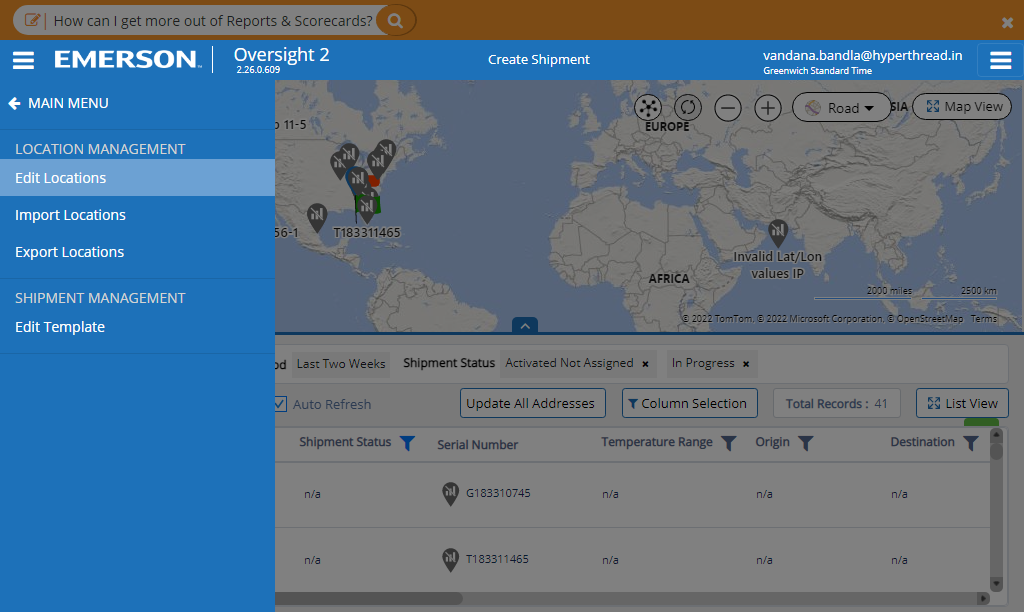 How can I get more out of Reports & Scorecards?
EMERSON
Oversight 2
2.26.0.609
Create Shipment
vandana.bandla@hyperthread.in
Greenwich Standard Time
MAIN MENU
LOCATION MANAGEMENT
Edit Locations
Import Locations
Export Locations
SHIPMENT MANAGEMENT
Edit Template
11-5
56-1
T183311465
EUROPE
Road
SIA
Map View
Invalid Lat/Lon
values IP
AFRICA
2000 miles
2500 km
© 2022 TomTom, © 2022 Microsoft Corporation, © OpenStreetMap Terms
od
Last Two Weeks
Shipment Status
Activated Not Assigned ×
In Progress ×
Auto Refresh
Update All Addresses
Column Selection
Total Records : 41
List View
Shipment Status
Serial Number
Temperature Range
Origin
Destination
n/a
G183310745
n/a
n/a
n/a
n/a
T183311465
n/a
n/a
n/a